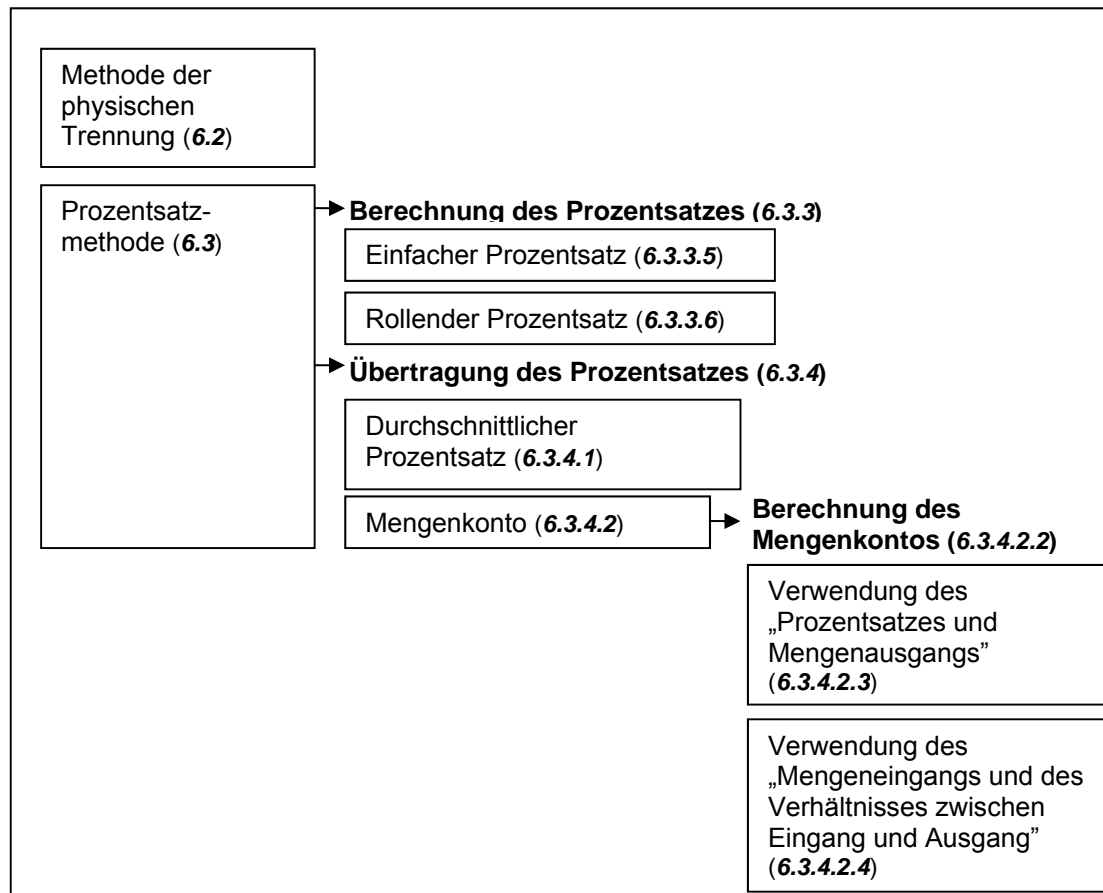 Methode der
physischen
Trennung (6.2)
Prozentsatz-
methode (6.3)
Berechnung des Prozentsatzes (6.3.3)
Einfacher Prozentsatz (6.3.3.5)
Rollender Prozentsatz (6.3.3.6)
Übertragung des Prozentsatzes (6.3.4)
Durchschnittlicher
Prozentsatz (6.3.4.1)
Mengenkonto (6.3.4.2)
Berechnung des
Mengenkontos (6.3.4.2.2)
Verwendung des
„Prozentsatzes und
Mengenausgangs”
(6.3.4.2.3)
Verwendung des
„Mengeneingangs und des
Verhältnisses zwischen
Eingang und Ausgang”
(6.3.4.2.4)